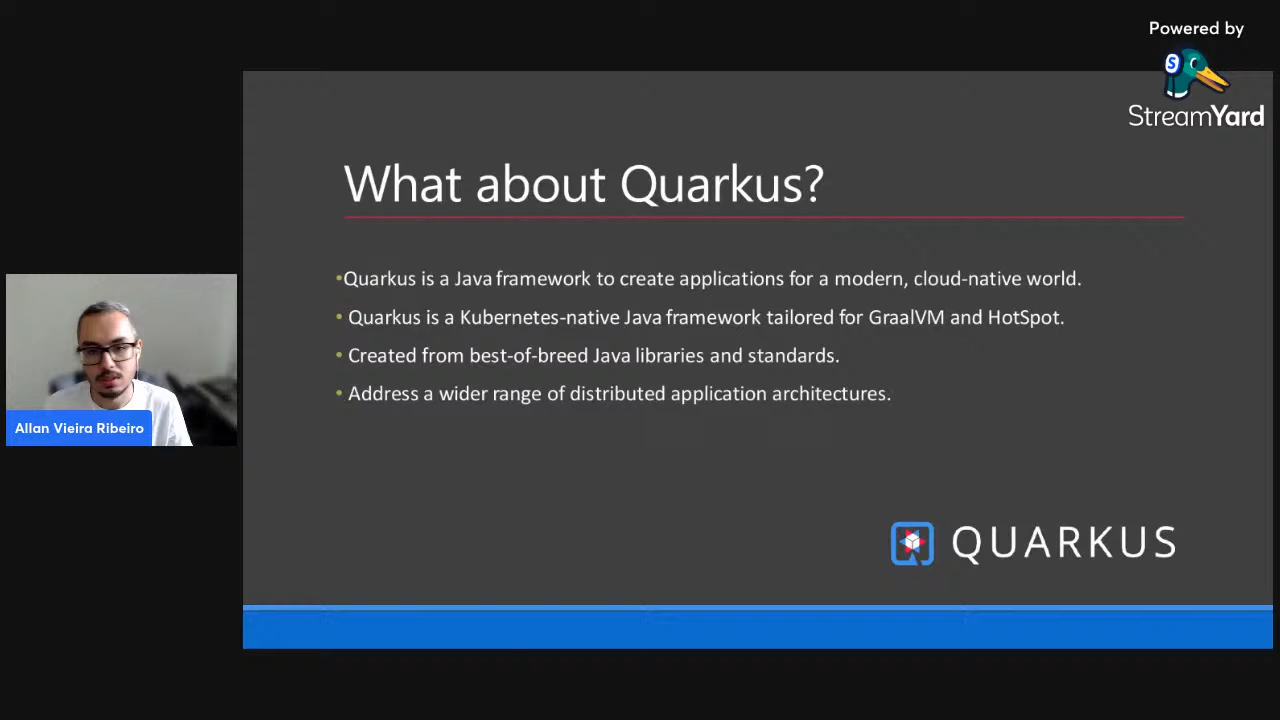 Powered by
StreamYard
What about Quarkus?
•Quarkus is a Java framework to create applications for a modern, cloud-native world.
• Quarkus is a Kubernetes-native Java framework tailored for GraalVM and HotSpot.
• Created from best-of-breed Java libraries and standards.
• Address a wider range of distributed application architectures.
Allan Vieira Ribeiro
QUARKUS